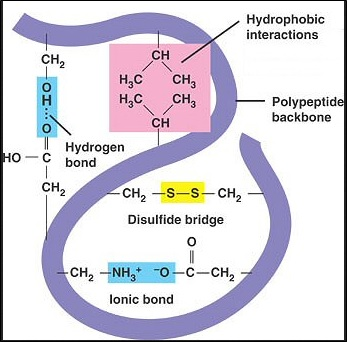 Hydrophobic
interactions
CH
CH₂
H₃C CH₃
H₃C CH₃
O
H
CH
Polypeptide
backbone
O
Hydrogen
bond
HO — C
CH₂
CH₂ — S — S — CH₂
Disulfide bridge
O
CH₂ — NH₃⁺ ⁻O — C — CH₂
Ionic bond